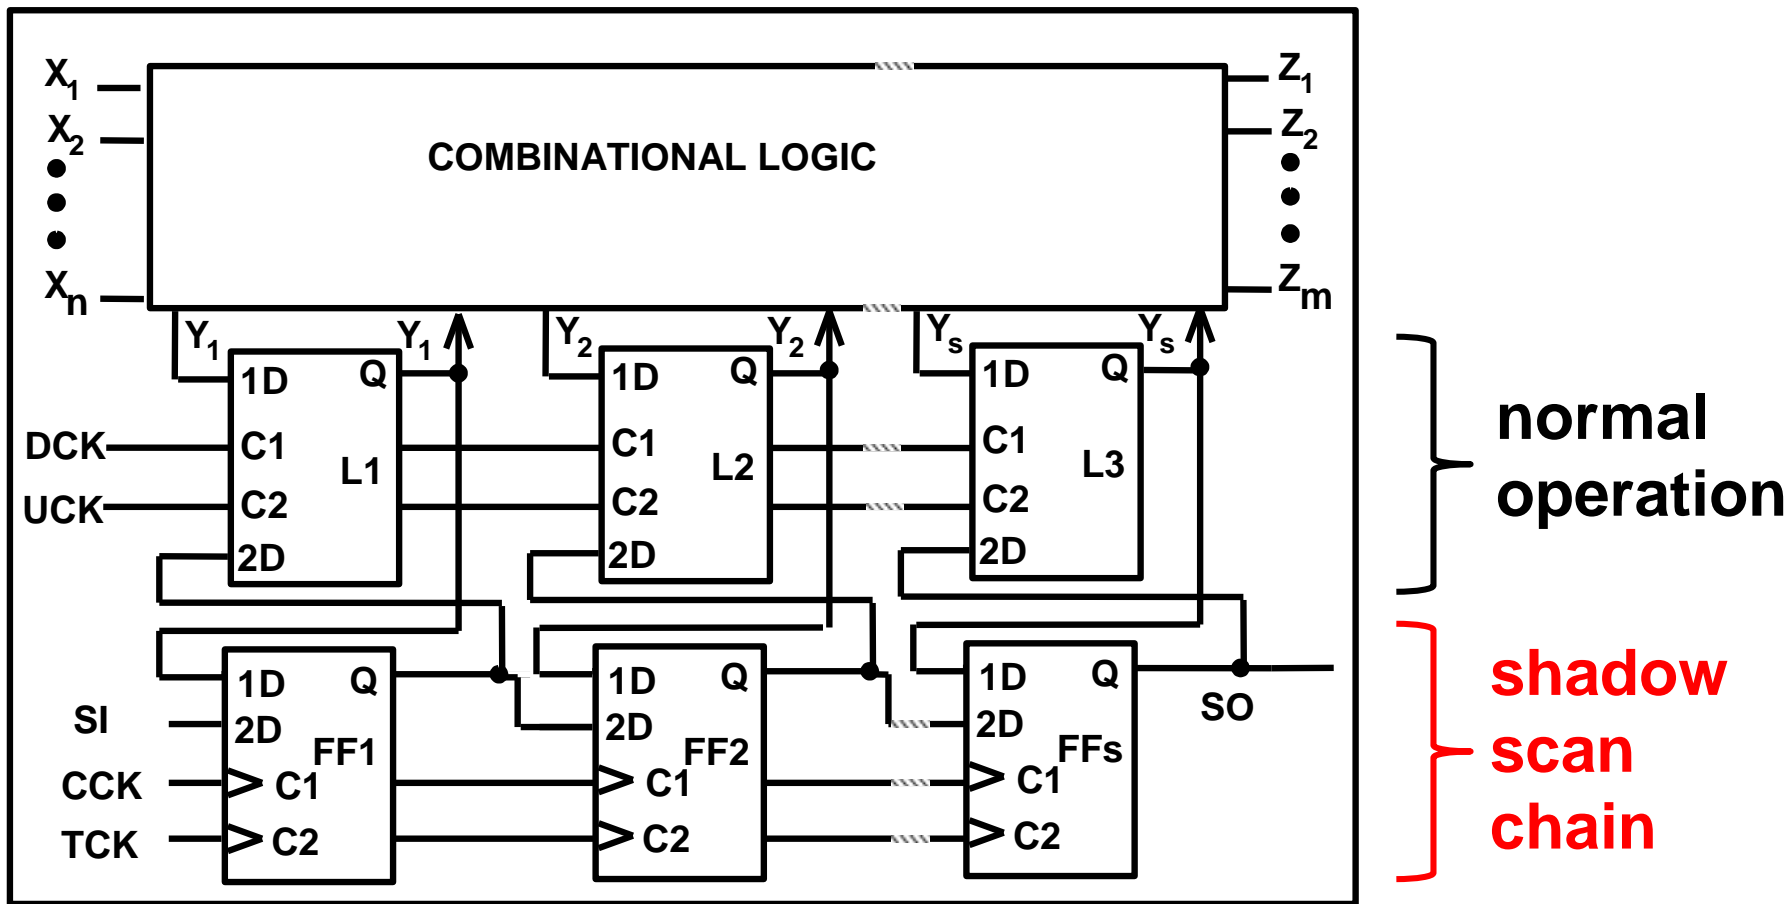 X1
Z1
X2
Z2
COMBINATIONAL LOGIC
Xn
Zm
Y1 Y1 Y2 Y2 Ys Ys
1D Q 1D Q 1D Q
DCK C1 C1 C1
L1 L2 L3
UCK C2 C2 C2
2D 2D 2D
normal
operation
1D Q 1D Q 1D Q
SI 2D 2D 2D SO
FF1 FF2 FFs
CCK C1 C1 C1
TCK C2 C2 C2
shadow
scan
chain